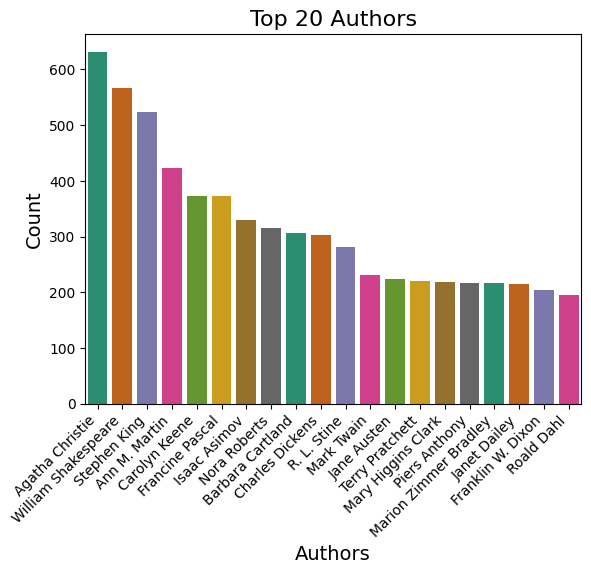 Top 20 Authors
Count
600
500
400
300
200
100
0
Agatha Christie
William Shakespeare
Stephen King
Ann M. Martin
Carolyn Keene
Francine Pascal
Isaac Asimov
Nora Roberts
Barbara Cartland
Charles Dickens
R. L. Stine
Mark Twain
Jane Austen
Terry Pratchett
Mary Higgins Clark
Piers Anthony
Marion Zimmer Bradley
Janet Dailey
Franklin W. Dixon
Roald Dahl
Authors